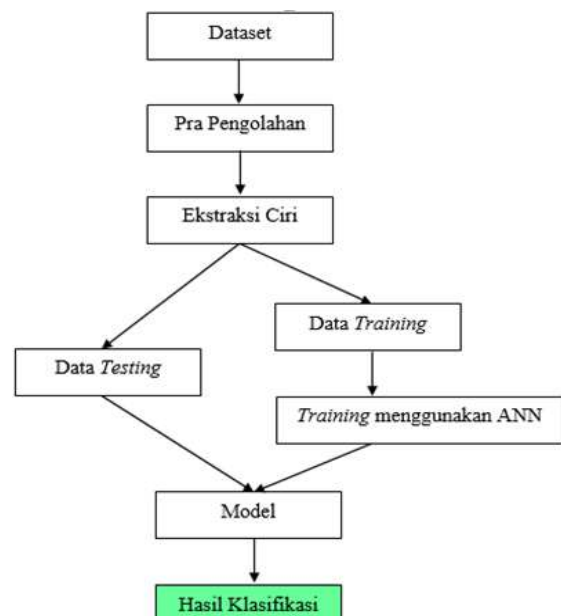 Dataset
Pra Pengolahan
Ekstraksi Ciri
Data Training
Data Testing
Training menggunakan ANN
Model
Hasil Klasifikasi